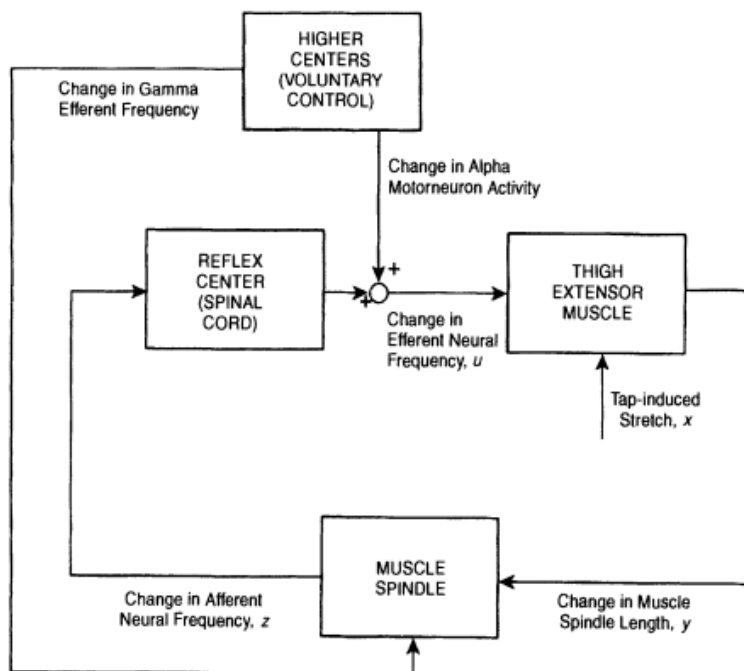 HIGHER
CENTERS
(VOLUNTARY
CONTROL)
Change in Gamma
Efferent Frequency
Change in Alpha
Motorneuron Activity
REFLEX
CENTER
(SPINAL
CORD)
+
+
THIGH
EXTENSOR
MUSCLE
Change in
Efferent Neural
Frequency, u
Tap-induced
Stretch, x
MUSCLE
SPINDLE
Change in Afferent
Neural Frequency, z
Change in Muscle
Spindle Length, y